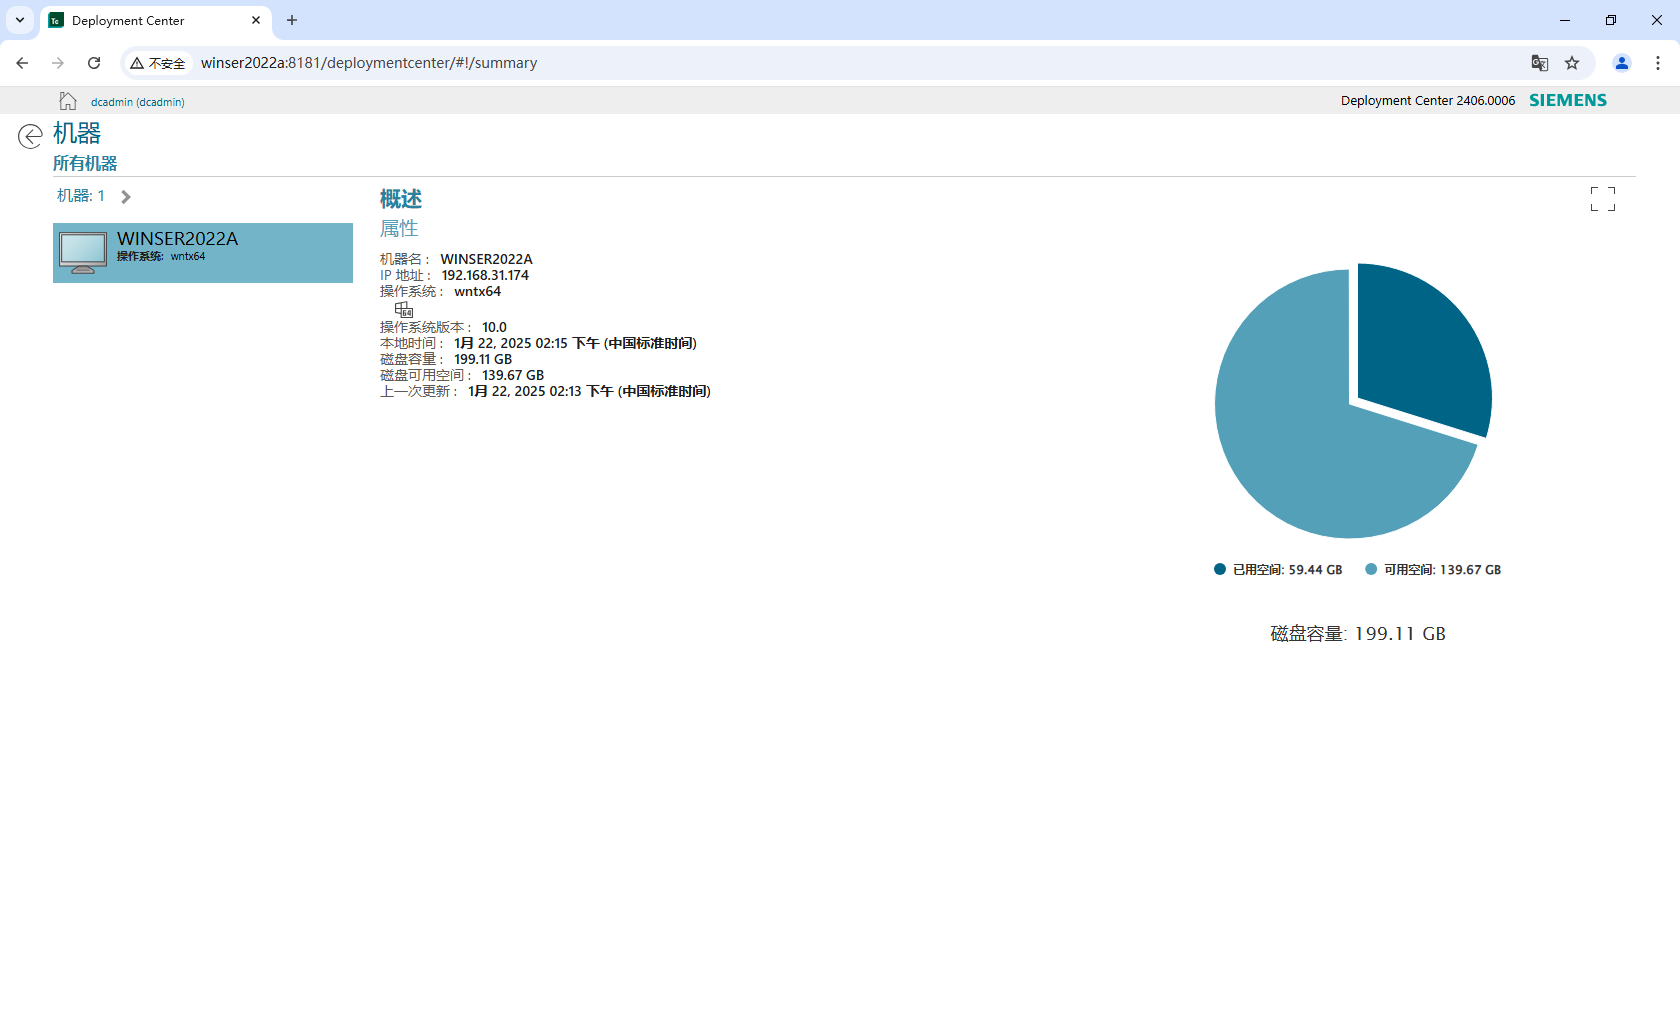 Tc Deployment Center
不安全 winser2022a:8181/deploymentcenter/#!/summary
dcadmin (dcadmin) Deployment Center 2406.0006 SIEMENS
机器
所有机器
机器: 1
WINSER2022A
操作系统: wntx64
概述
属性
机器名： WINSER2022A
IP 地址： 192.168.31.174
操作系统： wntx64
64
操作系统版本： 10.0
本地时间： 1月 22, 2025 02:15 下午 (中国标准时间)
磁盘容量： 199.11 GB
磁盘可用空间： 139.67 GB
上一次更新： 1月 22, 2025 02:13 下午 (中国标准时间)
已用空间: 59.44 GB 可用空间: 139.67 GB
磁盘容量: 199.11 GB